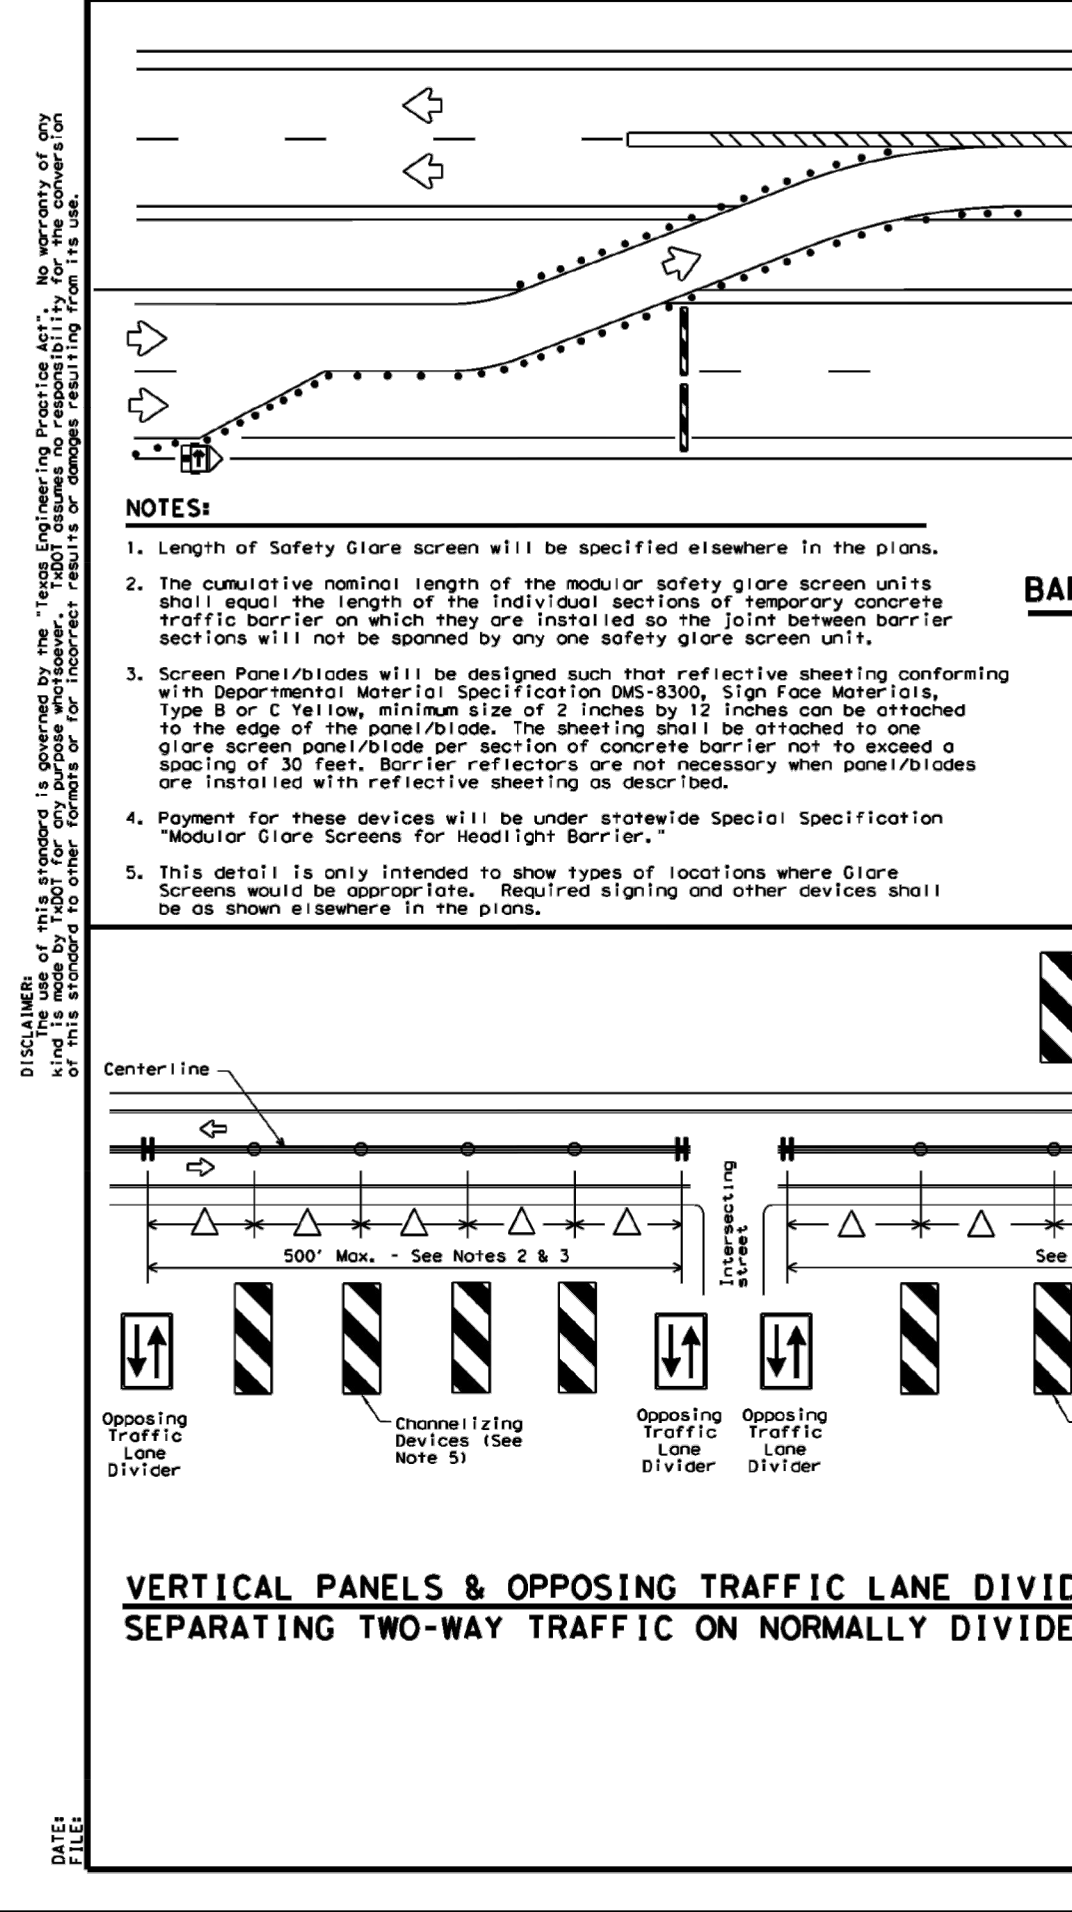 DISCLAIMER:
The use of this standard is governed by the "Texas Engineering Practice Act". No warranty of any
kind is made by TxDOT for any purpose whatsoever. TxDOT assumes no responsibility for the conversion
of this standard to other formats or for incorrect results or damages resulting from its use.
NOTES:
1. Length of Safety Glare screen will be specified elsewhere in the plans.
2. The cumulative nominal length of the modular safety glare screen units
shall equal the length of the individual sections of temporary concrete
traffic barrier on which they are installed so the joint between barrier
sections will not be spanned by any one safety glare screen unit.
3. Screen Panel/blades will be designed such that reflective sheeting conforming
with Departmental Material Specification DMS-8300, Sign Face Materials,
Type B or C Yellow, minimum size of 2 inches by 12 inches can be attached
to the edge of the panel/blade. The sheeting shall be attached to one
glare screen panel/blade per section of concrete barrier not to exceed a
spacing of 30 feet. Barrier reflectors are not necessary when panel/blades
are installed with reflective sheeting as described.
4. Payment for these devices will be under statewide Special Specification
"Modular Glare Screens for Headlight Barrier."
5. This detail is only intended to show types of locations where Glare
Screens would be appropriate. Required signing and other devices shall
be as shown elsewhere in the plans.
Centerline
Intersecting
street
500' Max. - See Notes 2 & 3
See
Opposing
Traffic
Lane
Divider
Channelizing
Devices (See
Note 5)
Opposing
Traffic
Lane
Divider
Opposing
Traffic
Lane
Divider
VERTICAL PANELS & OPPOSING TRAFFIC LANE DIVID
SEPARATING TWO-WAY TRAFFIC ON NORMALLY DIVIDE
DATE:
FILE: